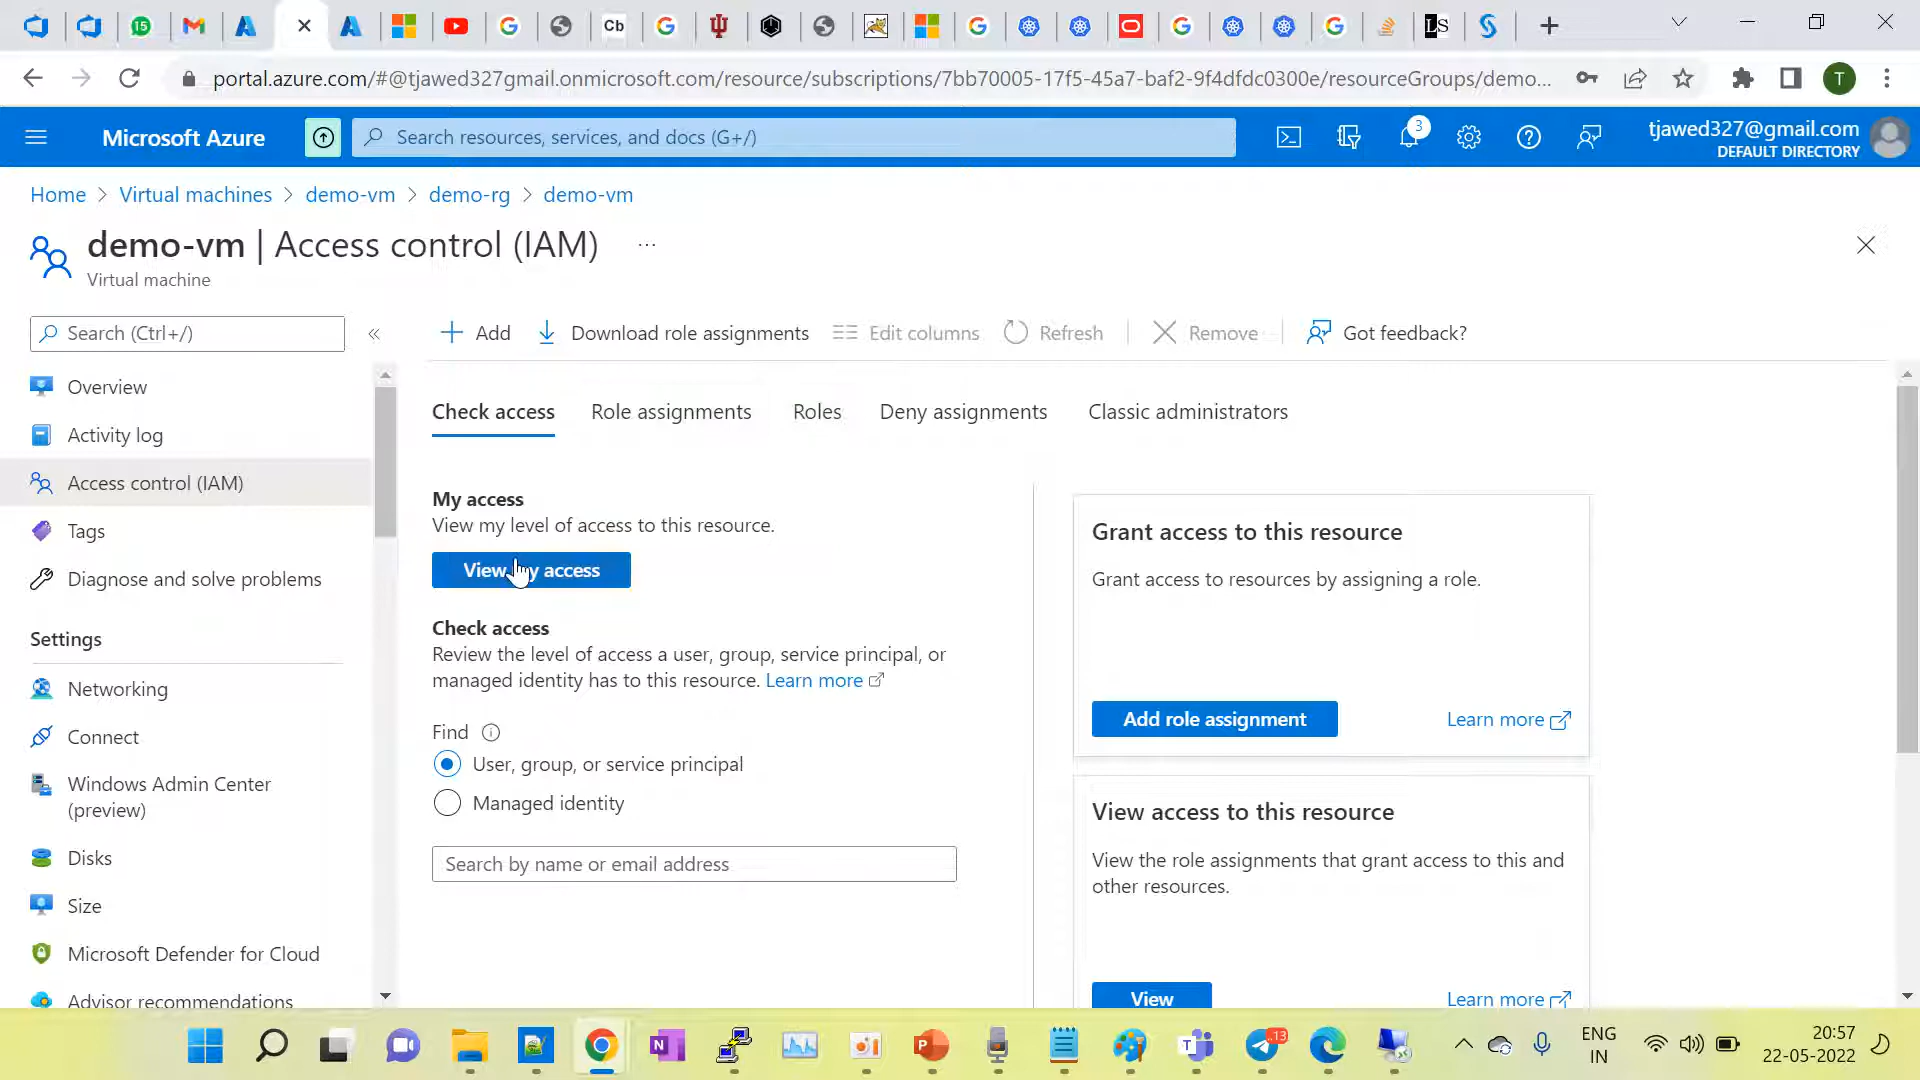 15
Cb
LS
portal.azure.com/#@tjawed327gmail.onmicrosoft.com/resource/subscriptions/7bb70005-17f5-45a7-baf2-9f4dfdc0300e/resourceGroups/demo...
T
Microsoft Azure
Search resources, services, and docs (G+/)
3
tjawed327@gmail.com
DEFAULT DIRECTORY
Home > Virtual machines > demo-vm > demo-rg > demo-vm
demo-vm | Access control (IAM) ...
Virtual machine
Search (Ctrl+/)
Add
Download role assignments
Edit columns
Refresh
Remove
Got feedback?
Overview
Activity log
Access control (IAM)
Tags
Diagnose and solve problems
Settings
Networking
Connect
Windows Admin Center
(preview)
Disks
Size
Microsoft Defender for Cloud
Advisor recommendations
Check access
Role assignments
Roles
Deny assignments
Classic administrators
My access
View my level of access to this resource.
View my access
Check access
Review the level of access a user, group, service principal, or
managed identity has to this resource. Learn more
Find
User, group, or service principal
Managed identity
Search by name or email address
Grant access to this resource
Grant access to resources by assigning a role.
Add role assignment
Learn more
View access to this resource
View the role assignments that grant access to this and
other resources.
View
Learn more
13
ENG
IN
20:57
22-05-2022